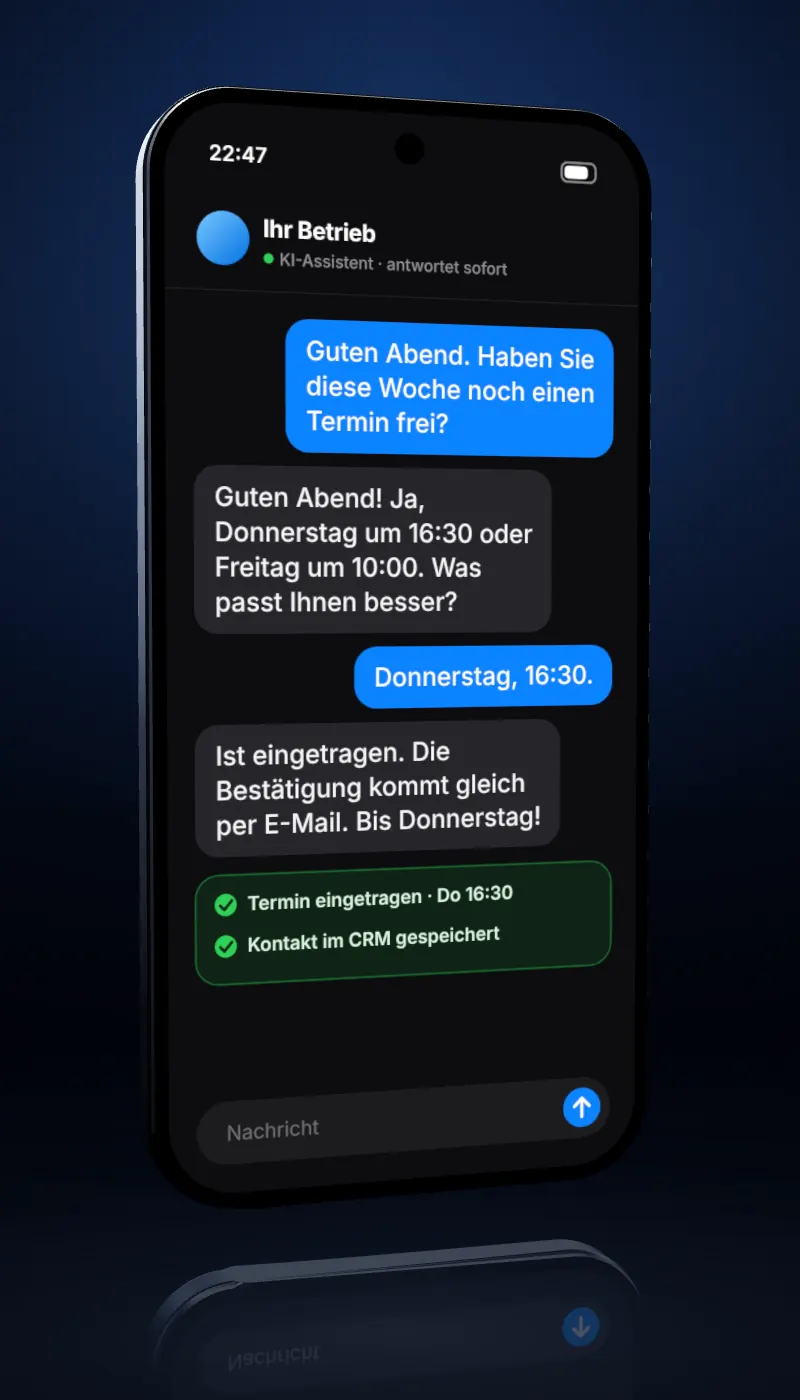 22:47
Ihr Betrieb
KI-Assistent · antwortet sofort
Guten Abend. Haben Sie
diese Woche noch einen
Termin frei?
Guten Abend! Ja,
Donnerstag um 16:30 oder
Freitag um 10:00. Was
passt Ihnen besser?
Donnerstag, 16:30.
Ist eingetragen. Die
Bestätigung kommt gleich
per E-Mail. Bis Donnerstag!
Termin eingetragen · Do 16:30
Kontakt im CRM gespeichert
Nachricht
Nachricht